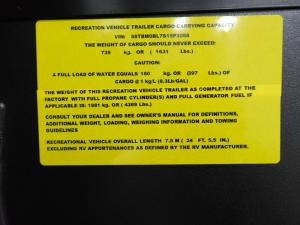 RECREATION VEHICLE TRAILER CARGO CARRYING CAPACITY
VIN:
THE WEIGHT OF CARGO SHOULD NEVER EXCEED:
739 kg. OR ( 1631 Lbs.)
CAUTION:
A FULL LOAD OF WATER EQUALS 180 kg. OR (397 Lbs.) OF
CARGO @ 1 kg/L (8.3Lb/GAL)
THE WEIGHT OF THIS RECREATION VEHICLE TRAILER AS COMPLETED AT THE
FACTORY WITH FULL PROPANE CYLINDER(S) AND FULL GENERATOR FUEL IF
APPLICABLE IS: 1981 kg. OR ( 4369 Lbs.)
CONSULT YOUR DEALER AND SEE OWNER'S MANUAL FOR DEFINITIONS,
ADDITIONAL WEIGHT, LOADING, WEIGHING INFORMATION AND TOWING
GUIDELINES
RECREATIONAL VEHICLE OVERALL LENGTH 7.5 M ( 24 FT. 5.5 IN.)
EXCLUDING RV APPURTENANCES AS DEFINED BY THE RV MANUFACTURER.